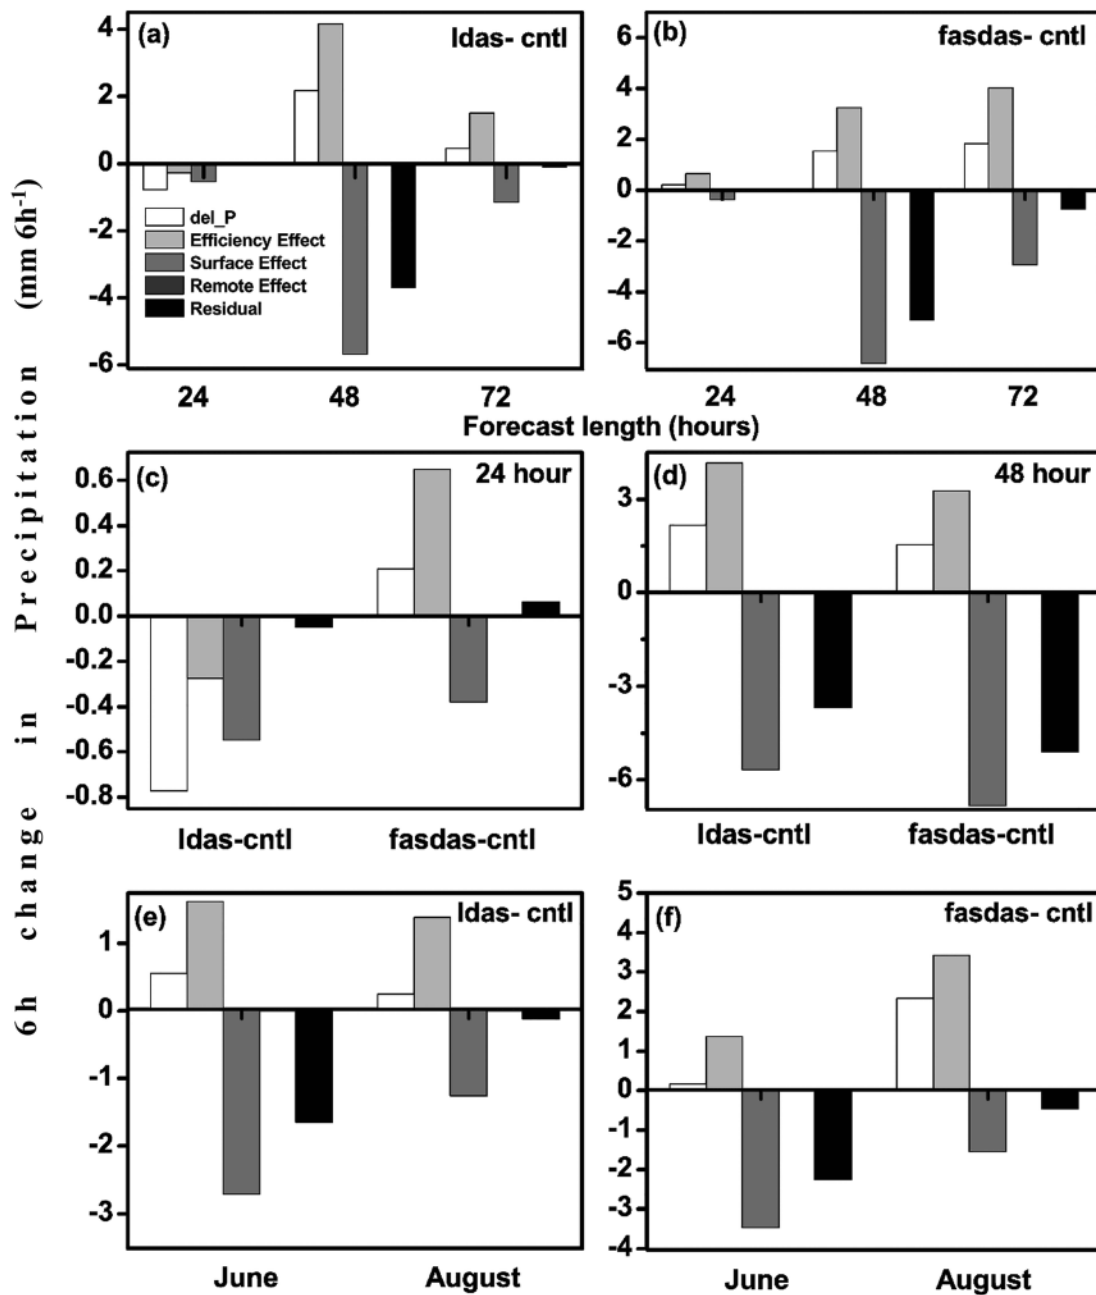 6h change in Precipitation (mm 6h⁻¹)
(a) ldas- cntl
4
2
0
-2
-4
-6
del_P
Efficiency Effect
Surface Effect
Remote Effect
Residual
24 48 72
(b) fasdas- cntl
6
4
2
0
-2
-4
-6
24 48 72
Forecast length (hours)
(c) 24 hour
0.6
0.4
0.2
0.0
-0.2
-0.4
-0.6
-0.8
ldas-cntl fasdas-cntl
(d) 48 hour
3
0
-3
-6
ldas-cntl fasdas-cntl
(e) ldas- cntl
1
0
-1
-2
-3
June August
(f) fasdas- cntl
5
4
3
2
1
0
-1
-2
-3
-4
June August